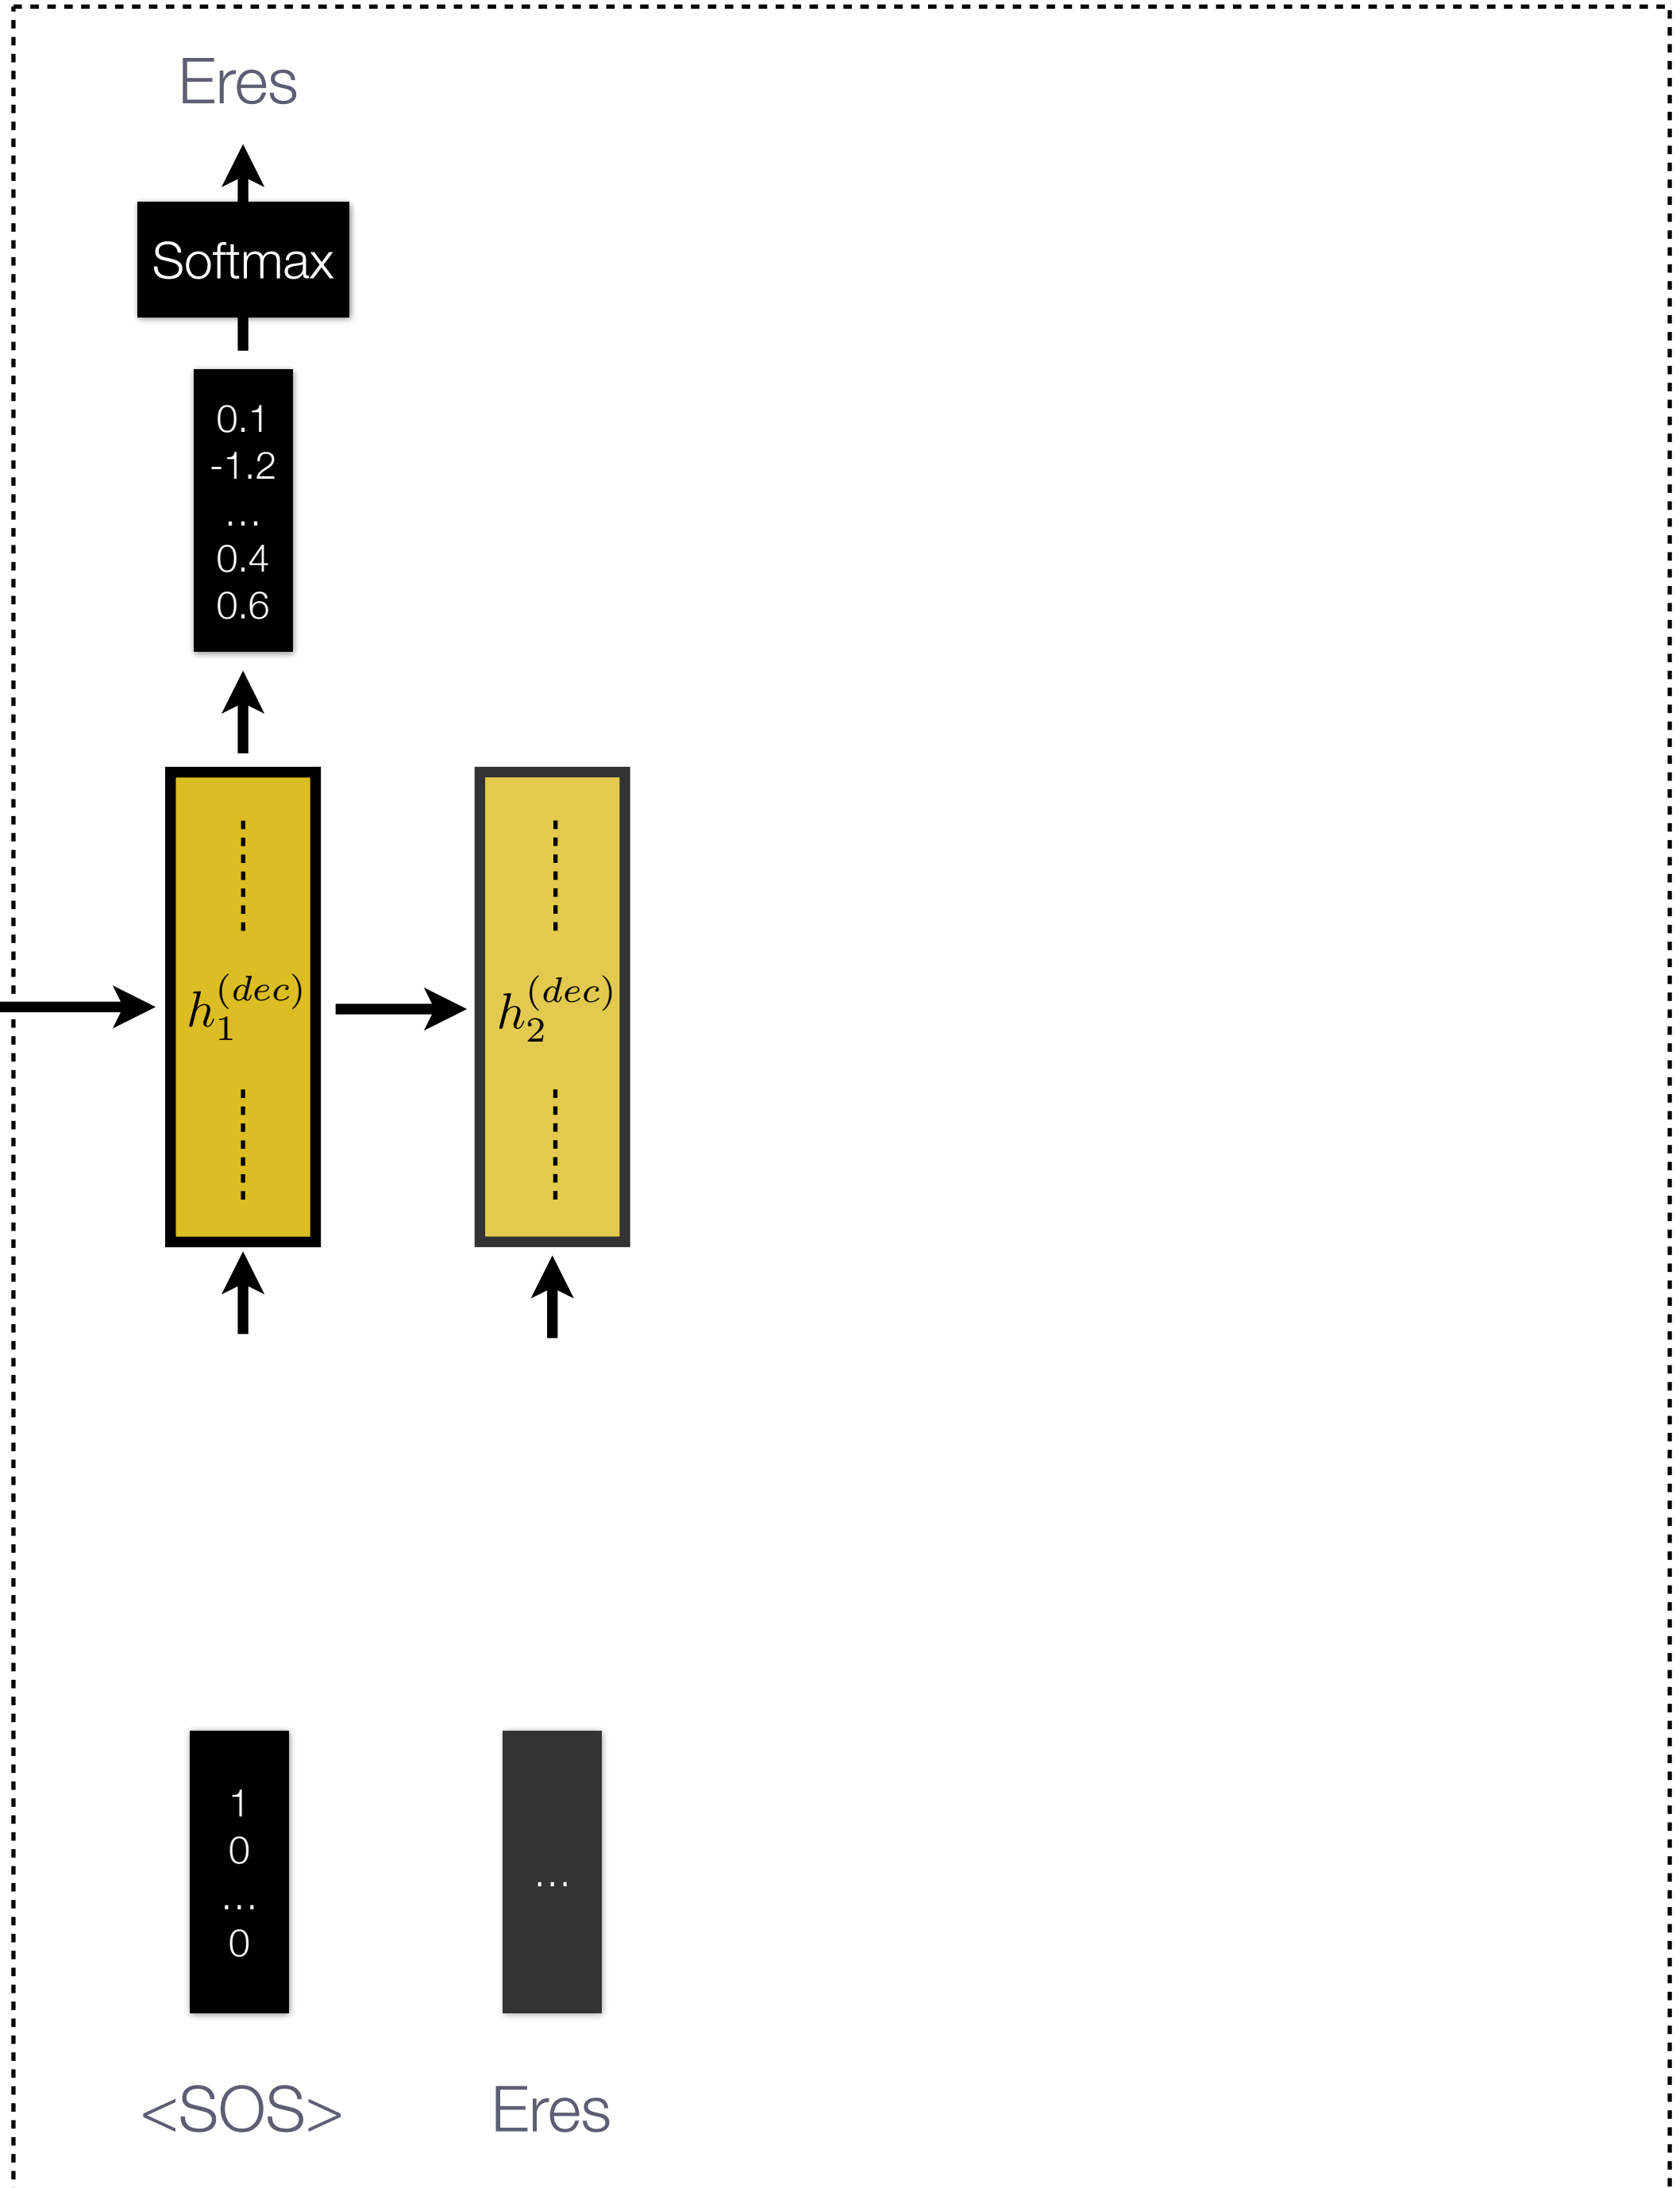 Eres
Softmax
0.1
-1.2
...
0.4
0.6
h_1^{(dec)}
h_2^{(dec)}
1
0
...
0
...
<SOS>
Eres